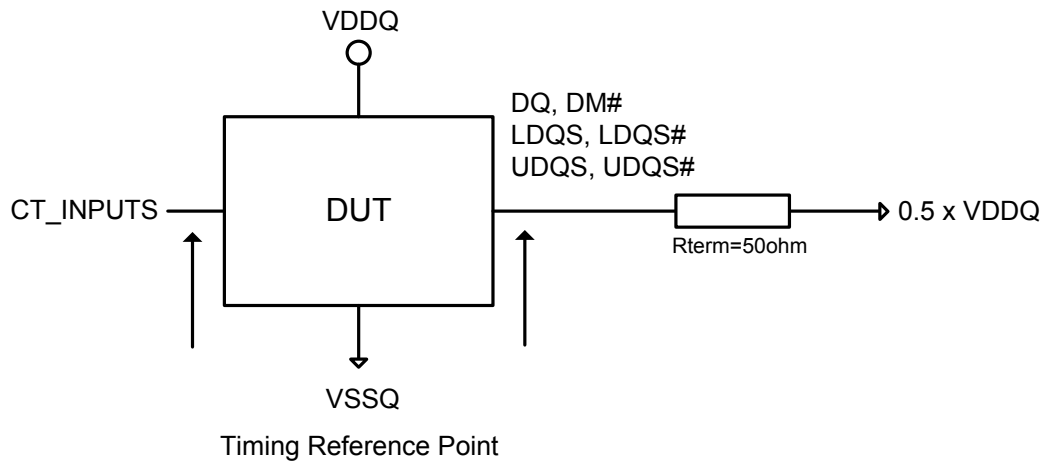 VDDQ
DQ, DM#
LDQS, LDQS#
UDQS, UDQS#
CT_INPUTS
DUT
0.5 x VDDQ
Rterm=50ohm
VSSQ
Timing Reference Point